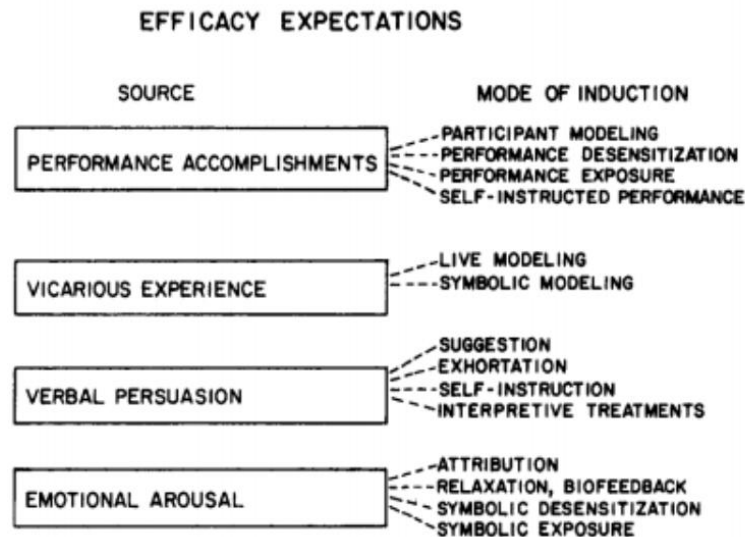 EFFICACY EXPECTATIONS
SOURCE
MODE OF INDUCTION
PERFORMANCE ACCOMPLISHMENTS
PARTICIPANT MODELING
PERFORMANCE DESENSITIZATION
PERFORMANCE EXPOSURE
SELF-INSTRUCTED PERFORMANCE
VICARIOUS EXPERIENCE
LIVE MODELING
SYMBOLIC MODELING
VERBAL PERSUASION
SUGGESTION
EXHORTATION
SELF-INSTRUCTION
INTERPRETIVE TREATMENTS
EMOTIONAL AROUSAL
ATTRIBUTION
RELAXATION, BIOFEEDBACK
SYMBOLIC DESENSITIZATION
SYMBOLIC EXPOSURE